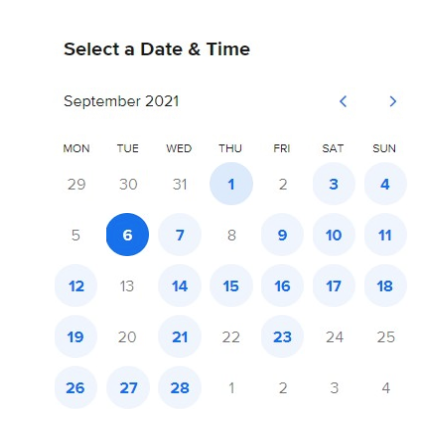 Select a Date & Time
September 2021
MON TUE WED THU FRI SAT SUN
29 30 31 1 2 3 4
5 6 7 8 9 10 11
12 13 14 15 16 17 18
19 20 21 22 23 24 25
26 27 28 1 2 3 4